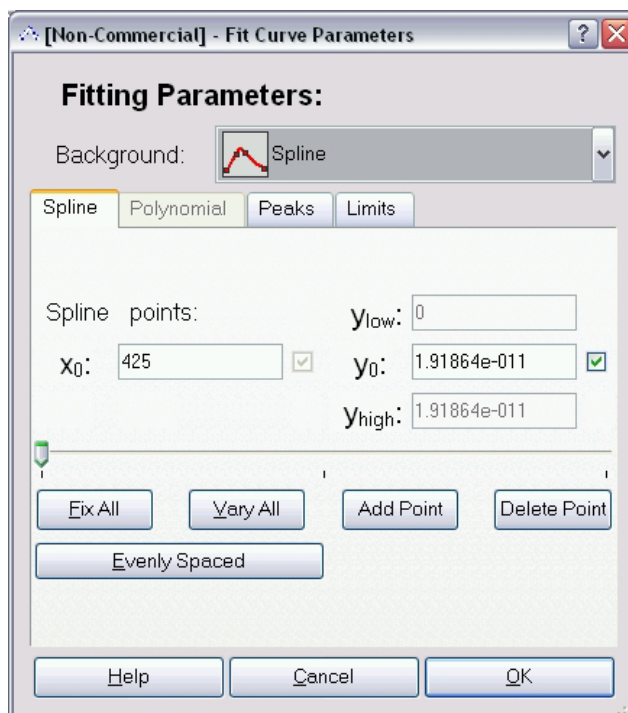 [Non-Commercial] - Fit Curve Parameters
Fitting Parameters:
Background: Spline
Spline Polynomial Peaks Limits
Spline points: ylow: 0
x0: 425 y0: 1.91864e-011
yhigh: 1.91864e-011
Fix All Vary All Add Point Delete Point
Evenly Spaced
Help Cancel OK